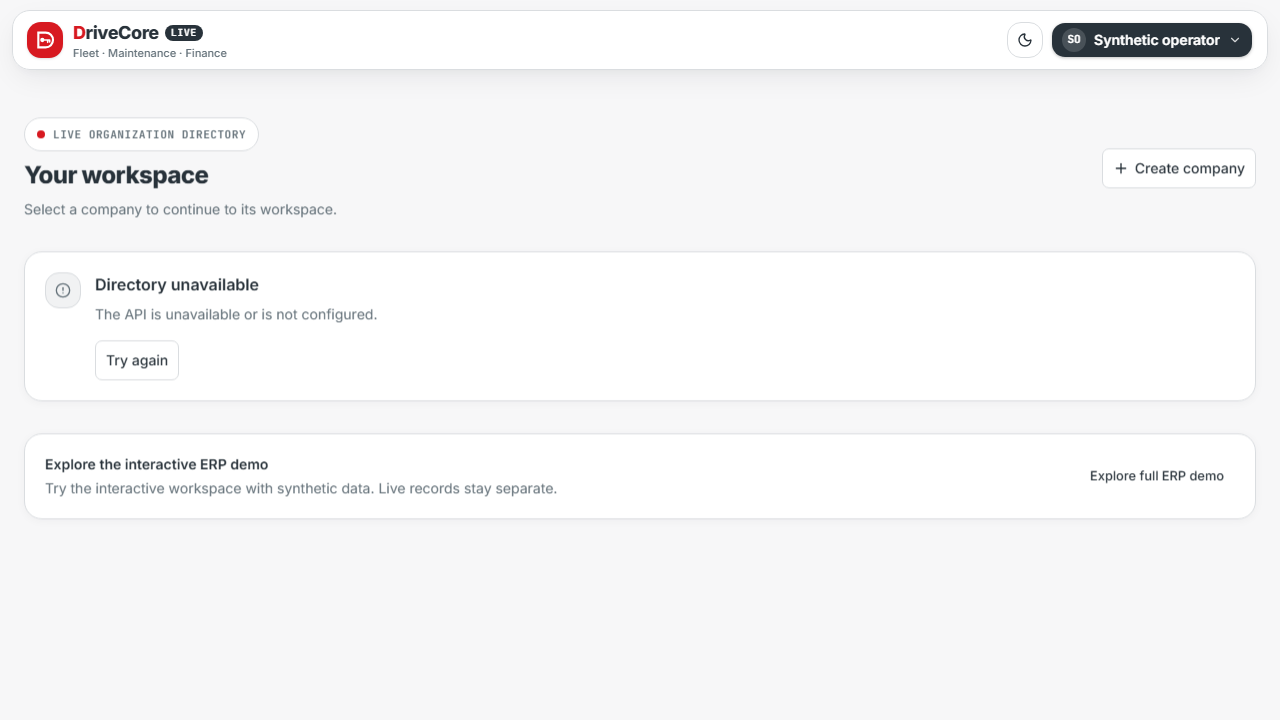 DriveCore LIVE
Fleet · Maintenance · Finance
SO Synthetic operator
LIVE ORGANIZATION DIRECTORY
Your workspace
Select a company to continue to its workspace.
Create company
Directory unavailable
The API is unavailable or is not configured.
Try again
Explore the interactive ERP demo
Try the interactive workspace with synthetic data. Live records stay separate.
Explore full ERP demo